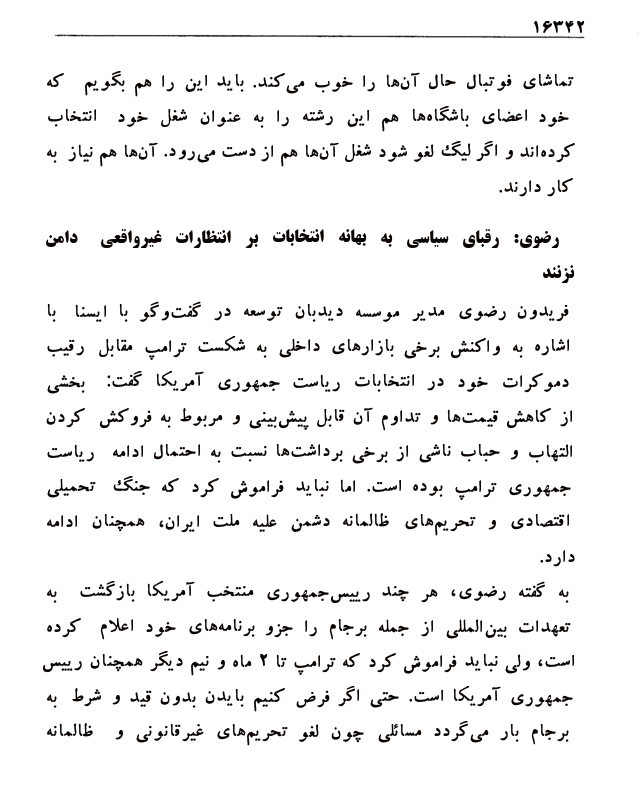 ۱۶۳۴۲
تماشای فوتبال حال آن‌ها را خوب می‌کند. باید این را هم بگویم که
خود اعضای باشگاه‌ها هم این رشته را به عنوان شغل خود انتخاب
کرده‌اند و اگر لیگ لغو شود شغل آن‌ها هم از دست می‌رود. آن‌ها هم نیاز به
کار دارند.
رضوی: رقبای سیاسی به بهانه انتخابات بر انتظارات غیرواقعی دامن
نزنند
فریدون رضوی مدیر موسسه دیدبان توسعه در گفت‌وگو با ایسنا با
اشاره به واکنش برخی بازارهای داخلی به شکست ترامپ مقابل رقیب
دموکرات خود در انتخابات ریاست جمهوری آمریکا گفت: بخشی
از کاهش قیمت‌ها و تداوم آن قابل پیش‌بینی و مربوط به فروکش کردن
التهاب و حباب ناشی از برخی برداشت‌ها نسبت به احتمال ادامه ریاست
جمهوری ترامپ بوده است. اما نباید فراموش کرد که جنگ تحمیلی
اقتصادی و تحریم‌های ظالمانه دشمن علیه ملت ایران، همچنان ادامه
دارد.
به گفته رضوی، هر چند رییس‌جمهوری منتخب آمریکا بازگشت به
تعهدات بین‌المللی از جمله برجام را جزو برنامه‌های خود اعلام کرده
است، ولی نباید فراموش کرد که ترامپ تا ۲ ماه و نیم دیگر همچنان رییس
جمهوری آمریکا است. حتی اگر فرض کنیم بایدن بدون قید و شرط به
برجام بار می‌گردد مسائلی چون لغو تحریم‌های غیرقانونی و ظالمانه